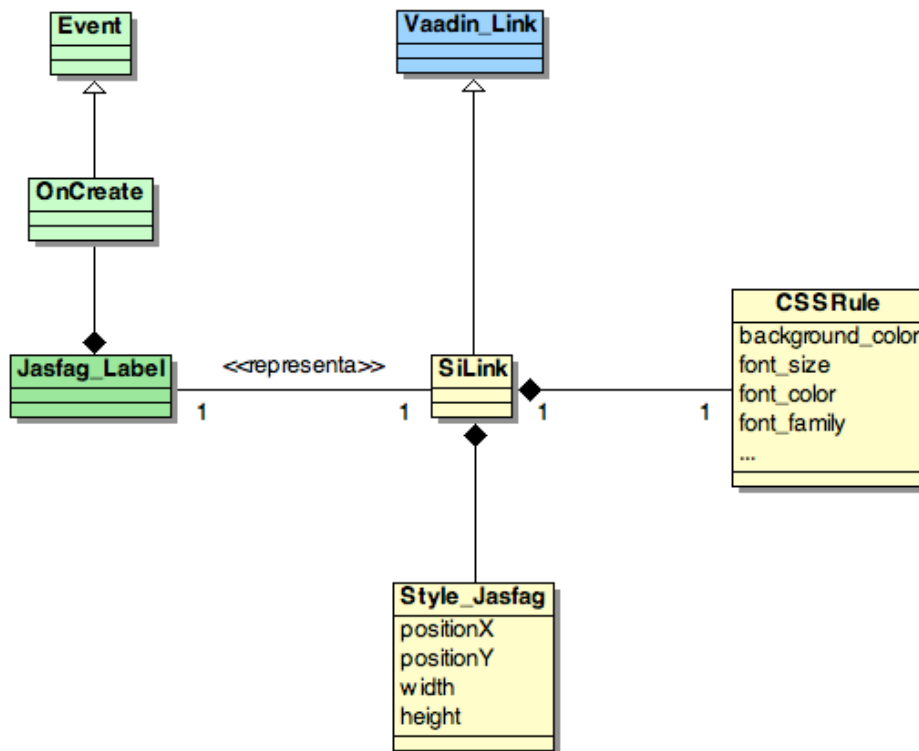 Event
Vaadin_Link
OnCreate
CSSRule
background_color
font_size
font_color
font_family
...
Jasfag_Label
<<representa>>
SiLink
1
1
1
1
Style_Jasfag
positionX
positionY
width
height